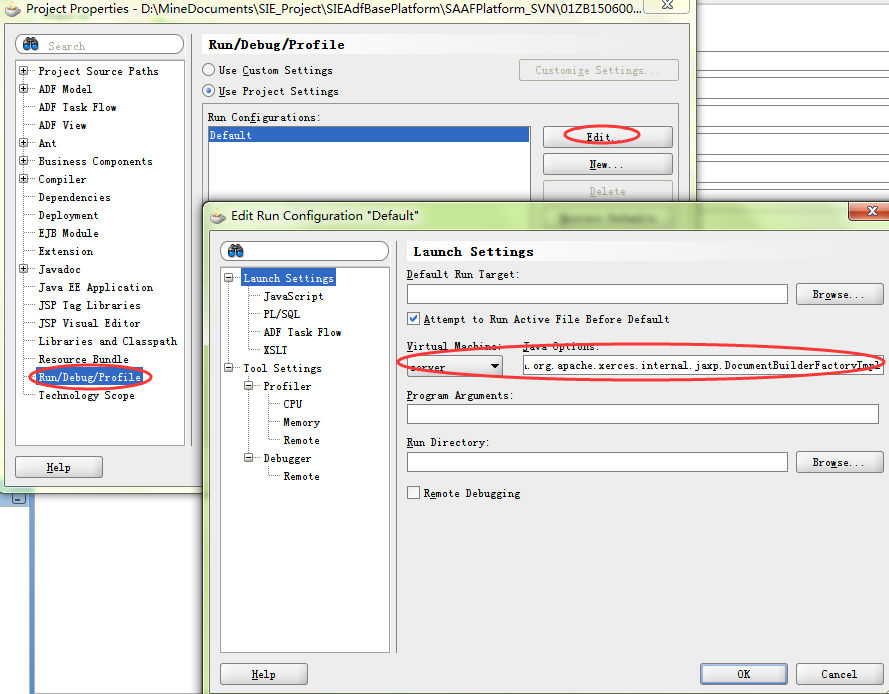 Project Properties - D:\MineDocuments\SIE_Project\SIEAdfBasePlatform\SAAFPlatform_SVN\01ZB150600...
Search
Project Source Paths
ADF Model
ADF Task Flow
ADF View
Ant
Business Components
Compiler
Dependencies
Deployment
EJB Module
Extension
Javadoc
Java EE Application
JSP Tag Libraries
JSP Visual Editor
Libraries and Classpath
Resource Bundle
Run/Debug/Profile
Technology Scope
Help
Run/Debug/Profile
Use Custom Settings
Customize Settings...
Use Project Settings
Run Configurations:
Default
Edit...
New...
Delete
Edit Run Configuration "Default"
Launch Settings
JavaScript
PL/SQL
ADF Task Flow
XSLT
Tool Settings
Profiler
CPU
Memory
Remote
Debugger
Remote
Launch Settings
Default Run Target:
Browse...
Attempt to Run Active File Before Default
Virtual Machine: Java Options:
server org.apache.xerces.internal.jaxp.DocumentBuilderFactoryImpl
Program Arguments:
Run Directory:
Browse...
Remote Debugging
Help
OK
Cancel